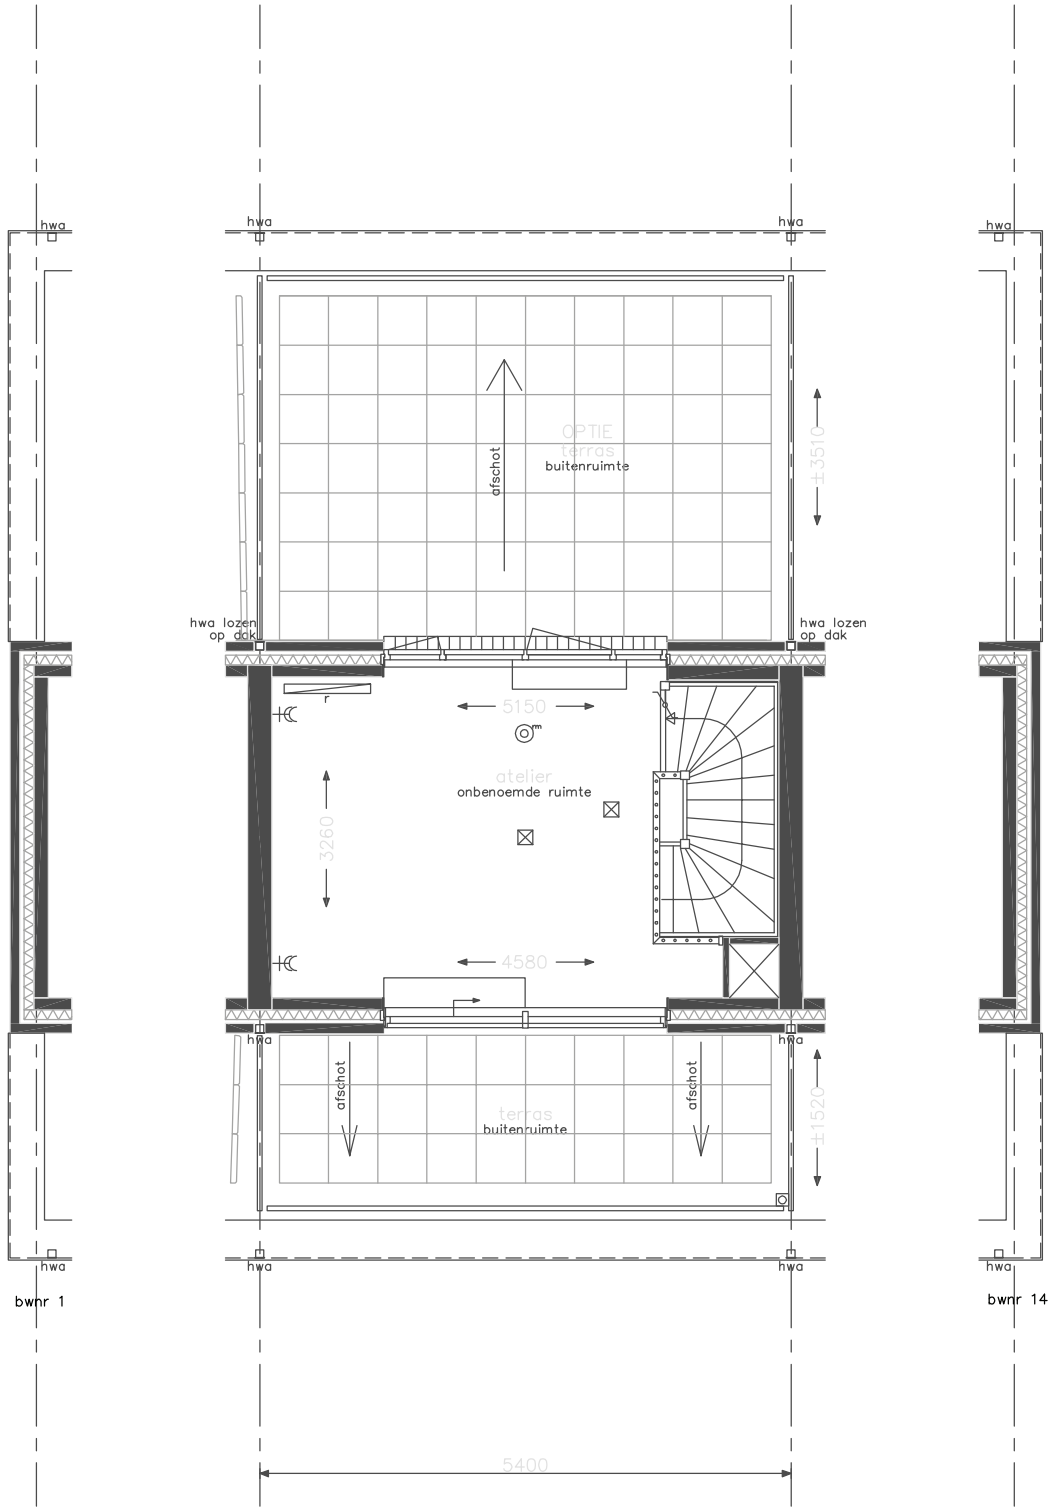 hwa
hwa
hwa
hwa
OPTIE
terras
buitenruimte
afschot
±3510
hwa lozen
op dak
hwa lozen
op dak
r
5150
m
atelier
onbenoemde ruimte
3260
4580
hwa
hwa
afschot
afschot
terras
buitenruimte
±1520
hwa
hwa
hwa
hwa
bwnr 1
bwnr 14
5400